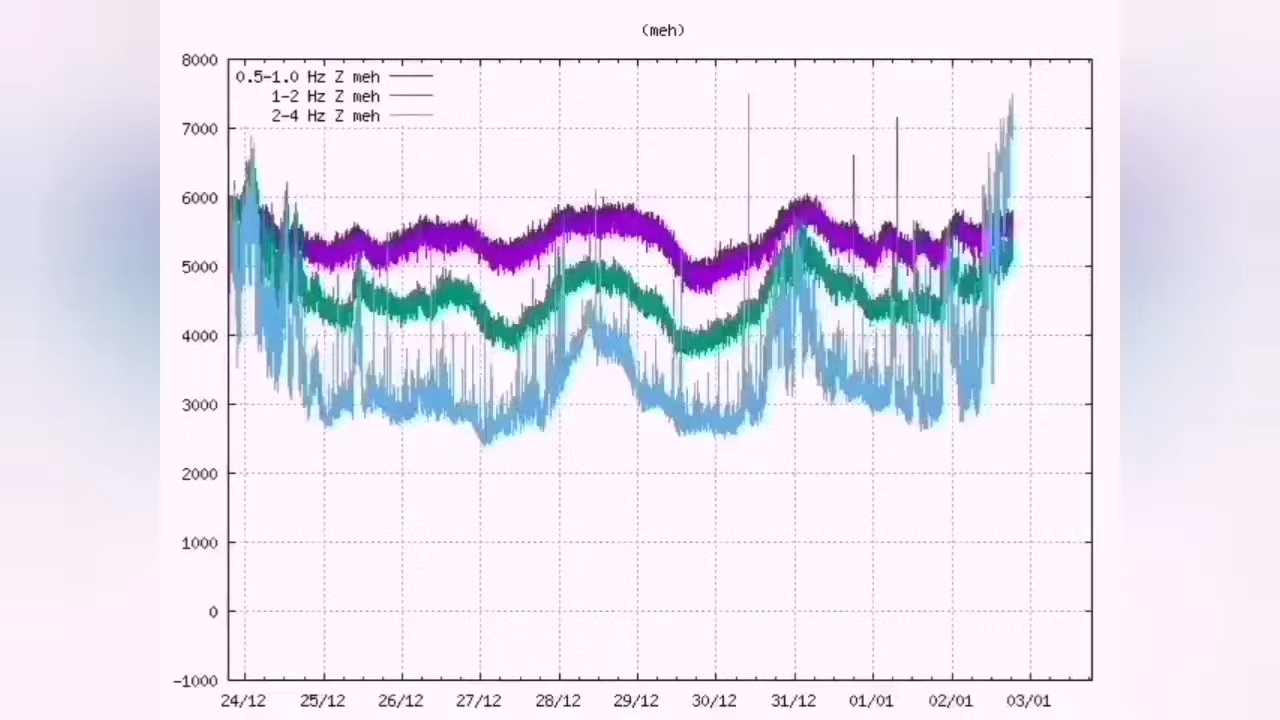 (meh)
8000
0.5-1.0 Hz Z meh
1-2 Hz Z meh
2-4 Hz Z meh
7000
6000
5000
4000
3000
2000
1000
0
-1000
24/12 25/12 26/12 27/12 28/12 29/12 30/12 31/12 01/01 02/01 03/01